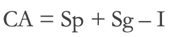 CA = Sp + Sg – I